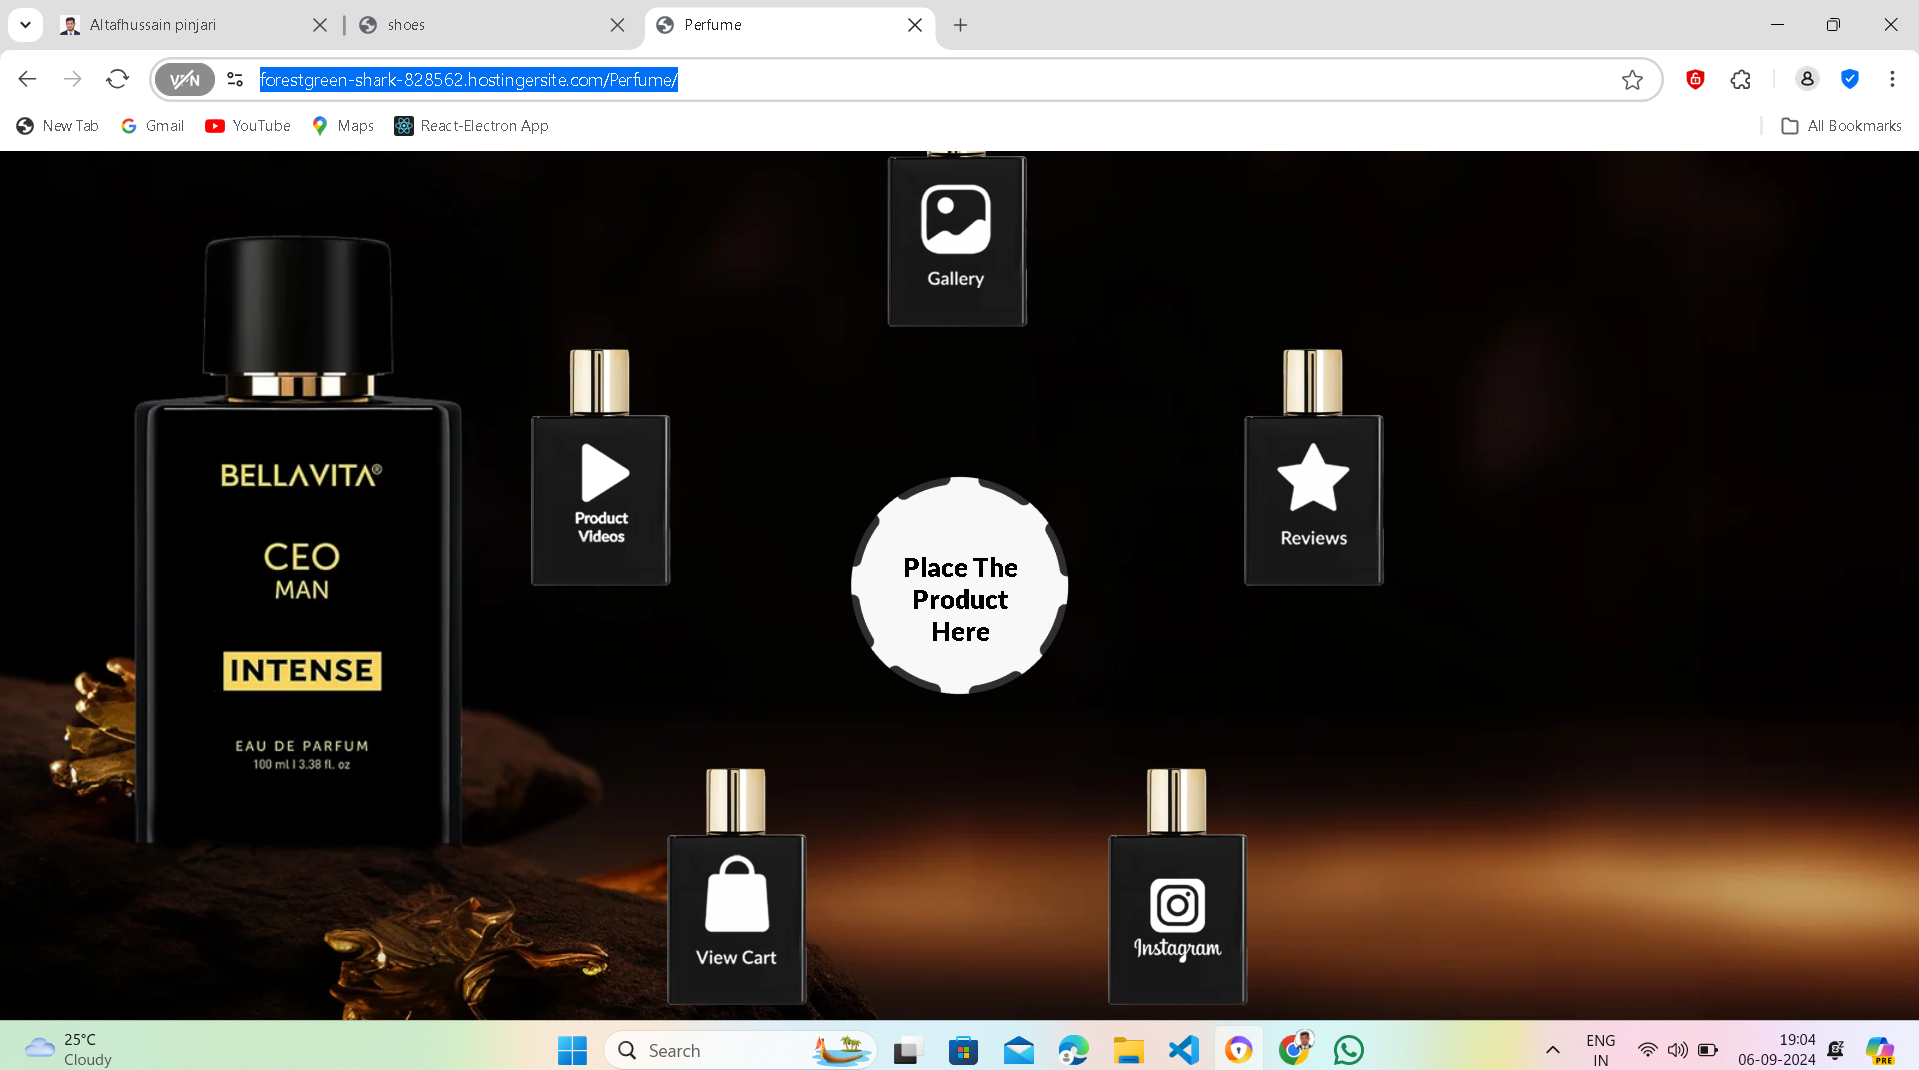 Altafhussain pinjari
shoes
Perfume
VPN
forestgreen-shark-828562.hostingersite.com/Perfume/
New Tab
Gmail
YouTube
Maps
React-Electron App
All Bookmarks
Gallery
BELLAVITA®
CEO
MAN
INTENSE
EAU DE PARFUM
100 ml I 3.38 fl. oz
Product
Videos
Reviews
Place The
Product
Here
View Cart
Instagram
25°C
Cloudy
Search
ENG
IN
19:04
06-09-2024
PRE